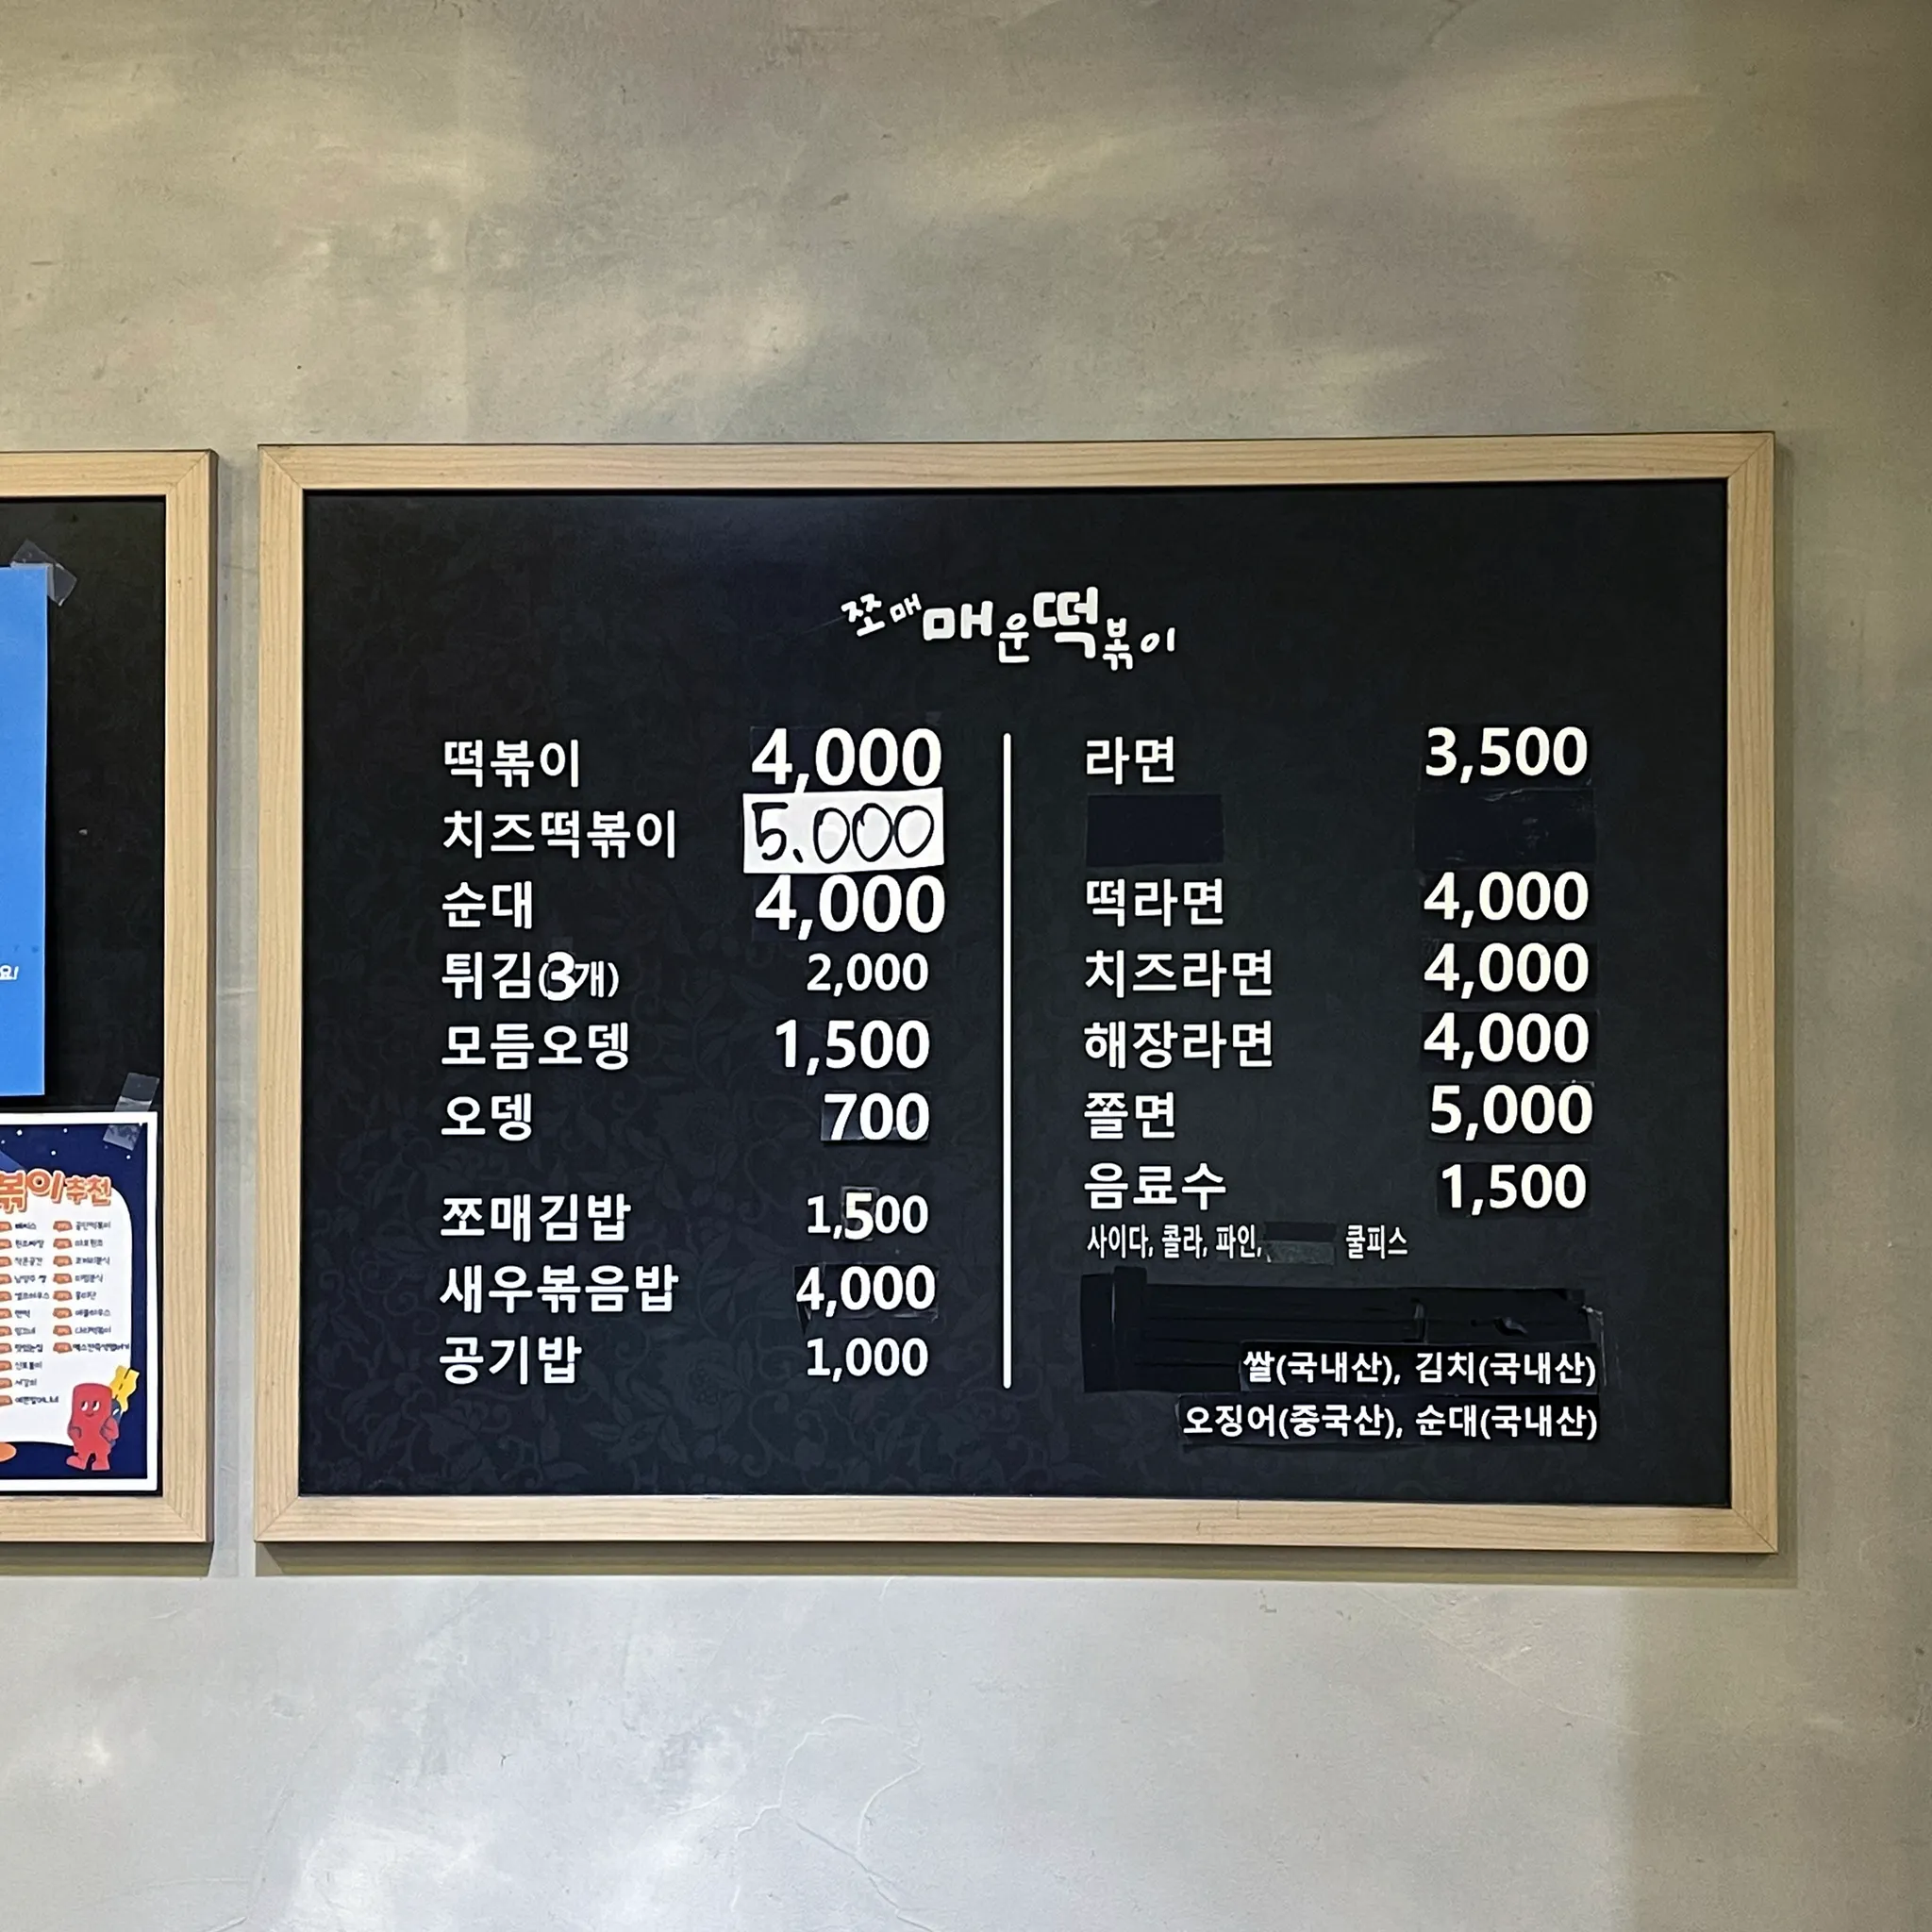 쪼매 매운떡볶이
떡볶이 4,000
치즈떡볶이 5.000
순대 4,000
튀김(3개) 2,000
모듬오뎅 1,500
오뎅 700
쪼매김밥 1,500
새우볶음밥 4,000
공기밥 1,000
라면 3,500
떡라면 4,000
치즈라면 4,000
해장라면 4,000
쫄면 5,000
음료수 1,500
사이다, 콜라, 파인, 쿨피스
쌀(국내산), 김치(국내산)
오징어(중국산), 순대(국내산)
요!
볶이 추천